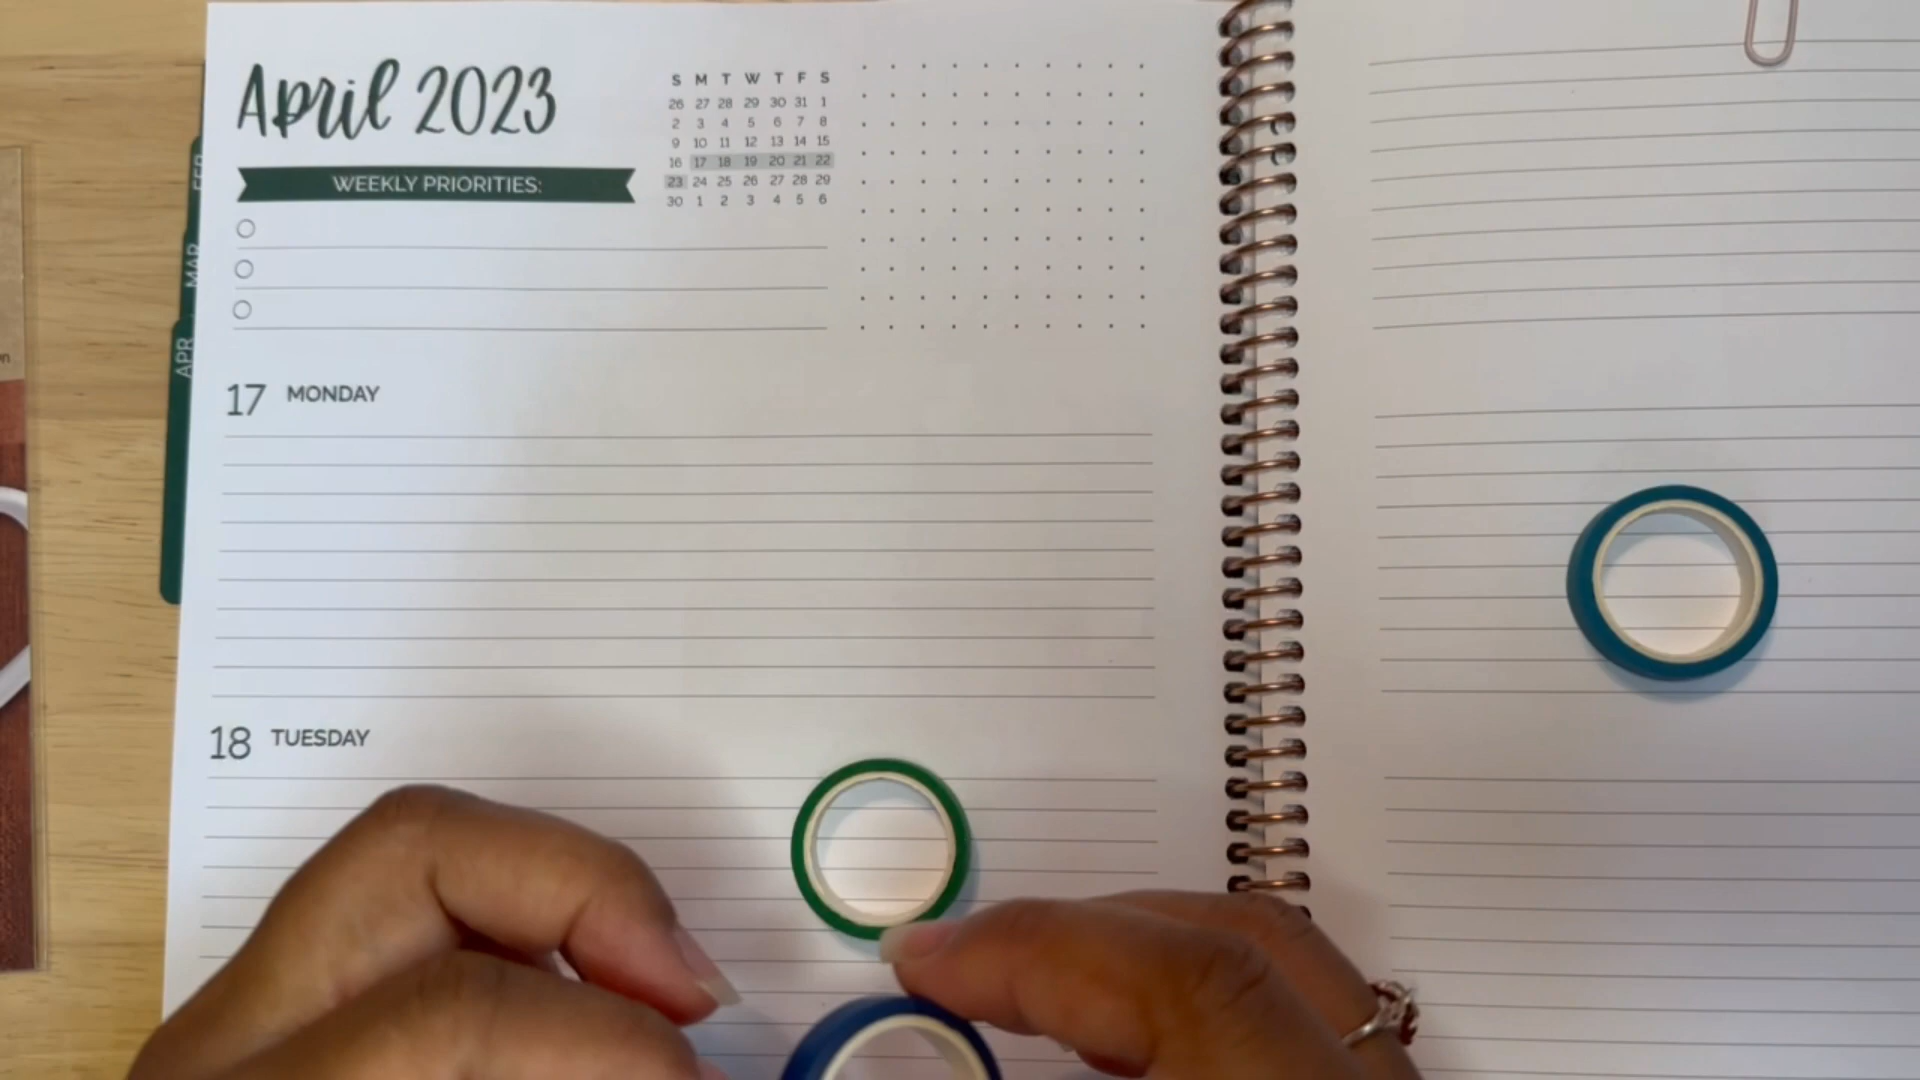 April 2023
WEEKLY PRIORITIES:
S M T W T F S
26 27 28 29 30 31 1
2 3 4 5 6 7 8
9 10 11 12 13 14 15
16 17 18 19 20 21 22
23 24 25 26 27 28 29
30 1 2 3 4 5 6
FEB
MAR
APR
17 MONDAY
18 TUESDAY